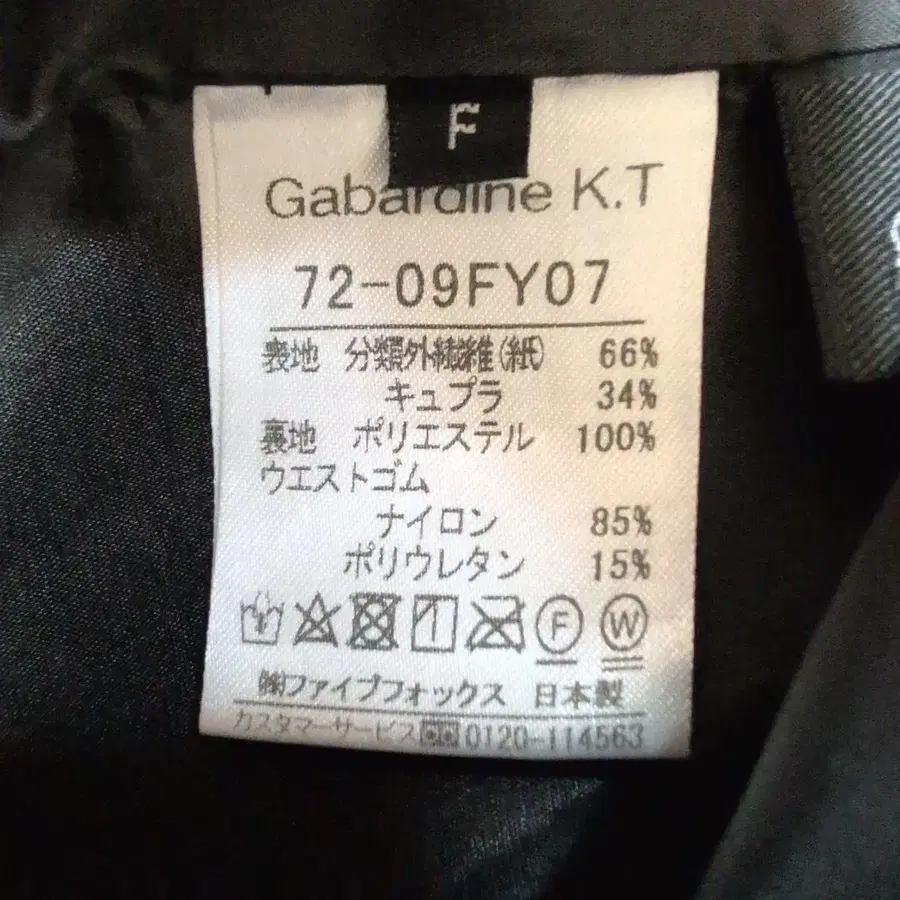 F
Gabardine K.T
72-09FY07
表地 分類外繊維(紙) 66%
キュプラ 34%
裏地 ポリエステル 100%
ウエストゴム
ナイロン 85%
ポリウレタン 15%
F W
㈱ファイブフォックス 日本製
カスタマーサービス 0120-114563